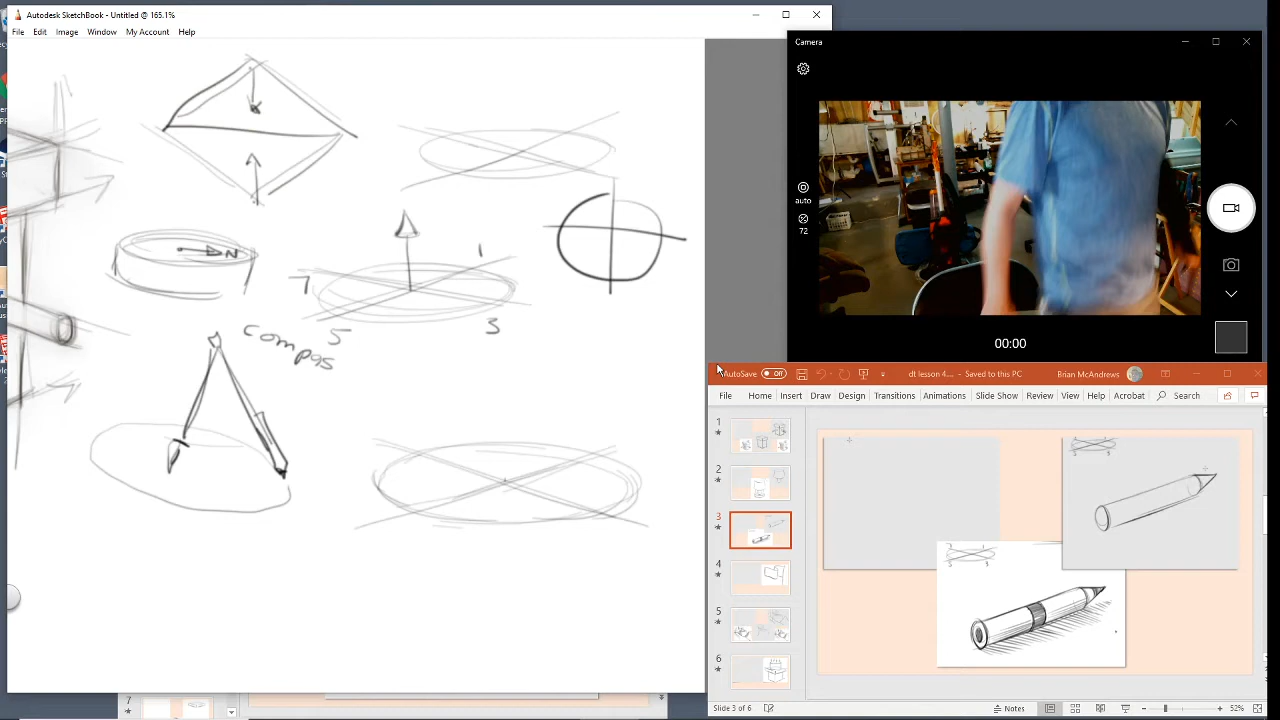 Autodesk SketchBook - Untitled @ 165.1%
File Edit Image Window My Account Help
N
1
7
5
3
compas
Camera
auto
72
00:00
AutoSave Off
dt lesson 4... - Saved to this PC
Brian McAndrews
File Home Insert Draw Design Transitions Animations Slide Show Review View Help Acrobat Search
1
2
3
4
5
6
7
Slide 3 of 6
Notes
52%